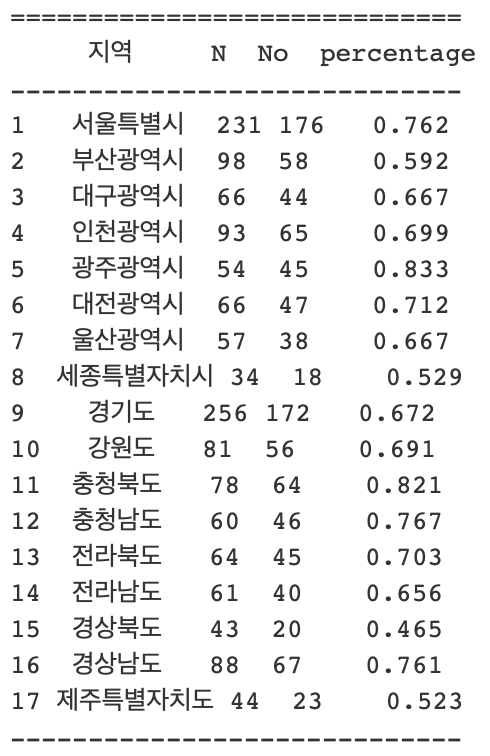 =============================
지역 N No percentage
-----------------------------
1 서울특별시 231 176 0.762
2 부산광역시 98 58 0.592
3 대구광역시 66 44 0.667
4 인천광역시 93 65 0.699
5 광주광역시 54 45 0.833
6 대전광역시 66 47 0.712
7 울산광역시 57 38 0.667
8 세종특별자치시 34 18 0.529
9 경기도 256 172 0.672
10 강원도 81 56 0.691
11 충청북도 78 64 0.821
12 충청남도 60 46 0.767
13 전라북도 64 45 0.703
14 전라남도 61 40 0.656
15 경상북도 43 20 0.465
16 경상남도 88 67 0.761
17 제주특별자치도 44 23 0.523
-----------------------------